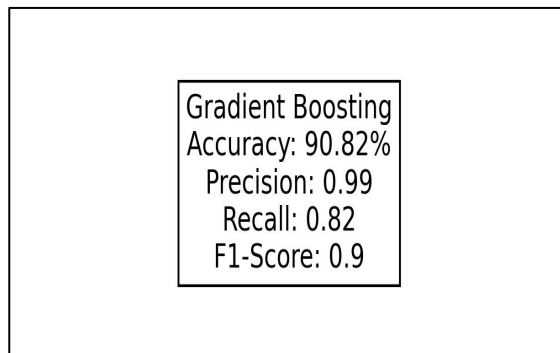 Gradient Boosting
Accuracy: 90.82%
Precision: 0.99
Recall: 0.82
F1-Score: 0.9